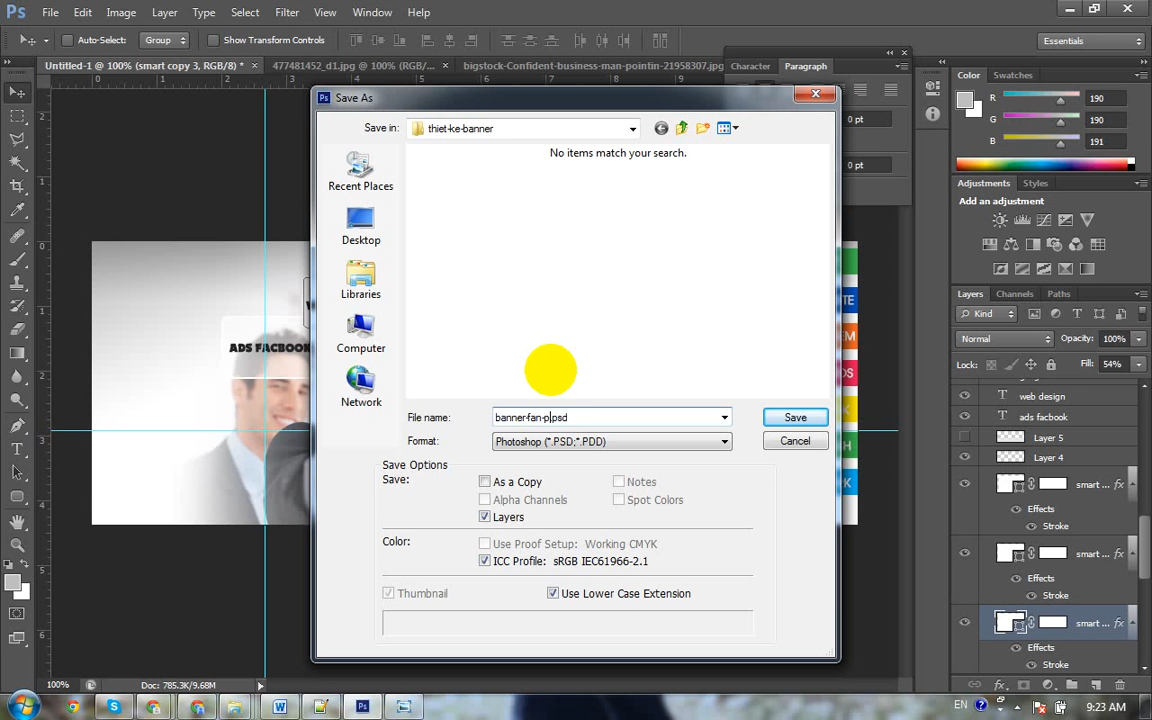 Ps File Edit Image Layer Type Select Filter View Window Help
Auto-Select: Group Show Transform Controls Essentials
Untitled-1 @ 100% (smart copy 3, RGB/8) * × 477481452_d1.jpg @ 100% (RGB/... × bigstock-Confident-business-man-pointin-21958307.jpg
Character Paragraph
0 pt
0 pt
Color Swatches
R 190
G 190
B 191
Adjustments Styles
Add an adjustment
Layers Channels Paths
Kind
Normal Opacity: 100%
Lock: Fill: 54%
web design
ads facbook
Layer 5
Layer 4
smart ... fx
Effects
Stroke
smart ... fx
Effects
Stroke
smart ... fx
Effects
Stroke
ADS FACBOOK
Save As
Save in: thiet-ke-banner
No items match your search.
Recent Places
Desktop
Libraries
Computer
Network
File name: banner-fan-p.psd Save
Format: Photoshop (*.PSD;*.PDD) Cancel
Save Options
Save: As a Copy Notes
Alpha Channels Spot Colors
Layers
Color: Use Proof Setup: Working CMYK
ICC Profile: sRGB IEC61966-2.1
Thumbnail Use Lower Case Extension
100% Doc: 785.3K/9.68M
EN 9:23 AM